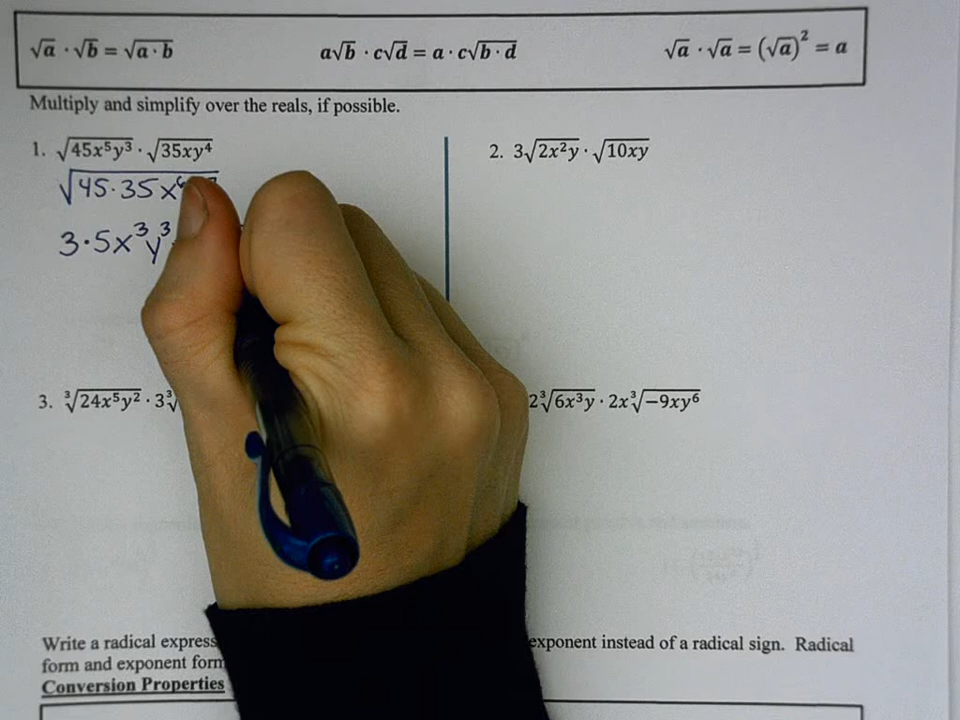 √a · √b = √a · b a√b · c√d = a · c√b · d √a · √a = (√a)² = a
Multiply and simplify over the reals, if possible.
1. √45x⁵y³ · √35xy⁴
√45·35x
3·5x³y³
2. 3√2x²y · √10xy
3. ∛24x⁵y² · 3∛
2∛6x³y · 2x∛−9xy⁶
Write a radical exponent instead of a radical sign. Radical
form and exponent form
Conversion Properties